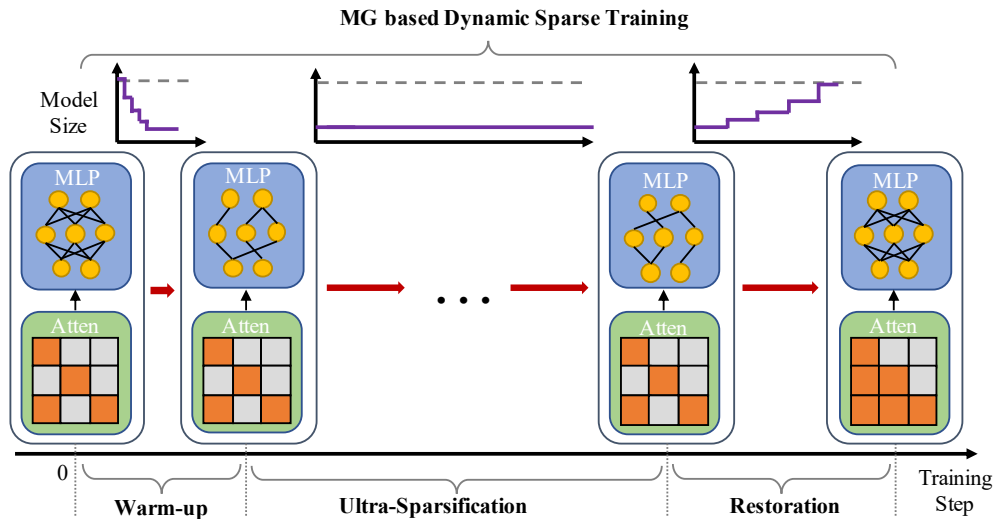 MG based Dynamic Sparse Training
Model
Size
MLP
MLP
MLP
MLP
. . .
Atten
Atten
Atten
Atten
0
Warm-up
Ultra-Sparsification
Restoration
Training
Step